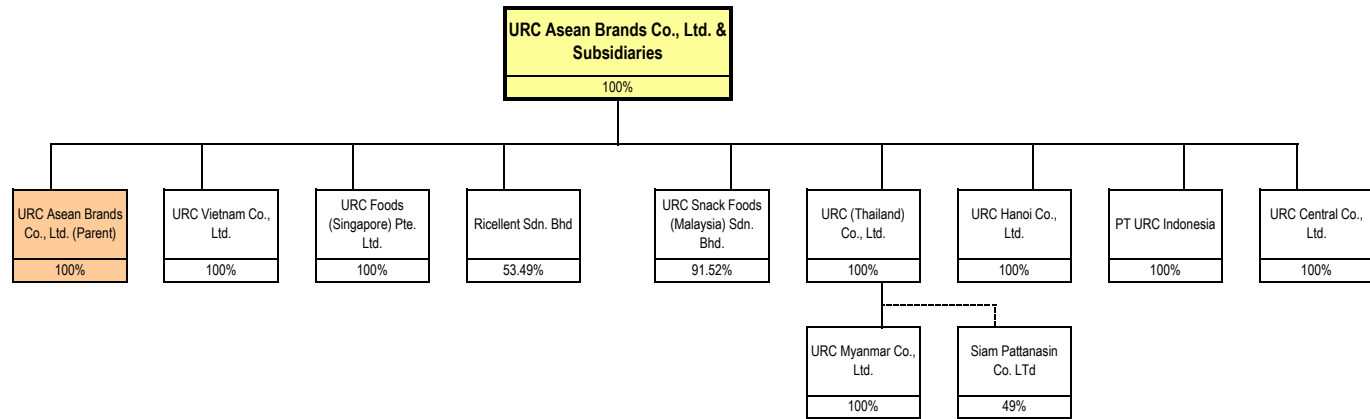 URC Asean Brands Co., Ltd. &
Subsidiaries
100%
URC Asean Brands
Co., Ltd. (Parent)
100%
URC Vietnam Co.,
Ltd.
100%
URC Foods
(Singapore) Pte.
Ltd.
100%
Ricellent Sdn. Bhd
53.49%
URC Snack Foods
(Malaysia) Sdn.
Bhd.
91.52%
URC (Thailand)
Co., Ltd.
100%
URC Hanoi Co.,
Ltd.
100%
PT URC Indonesia
100%
URC Central Co.,
Ltd.
100%
URC Myanmar Co.,
Ltd.
100%
Siam Pattanasin
Co. LTd
49%